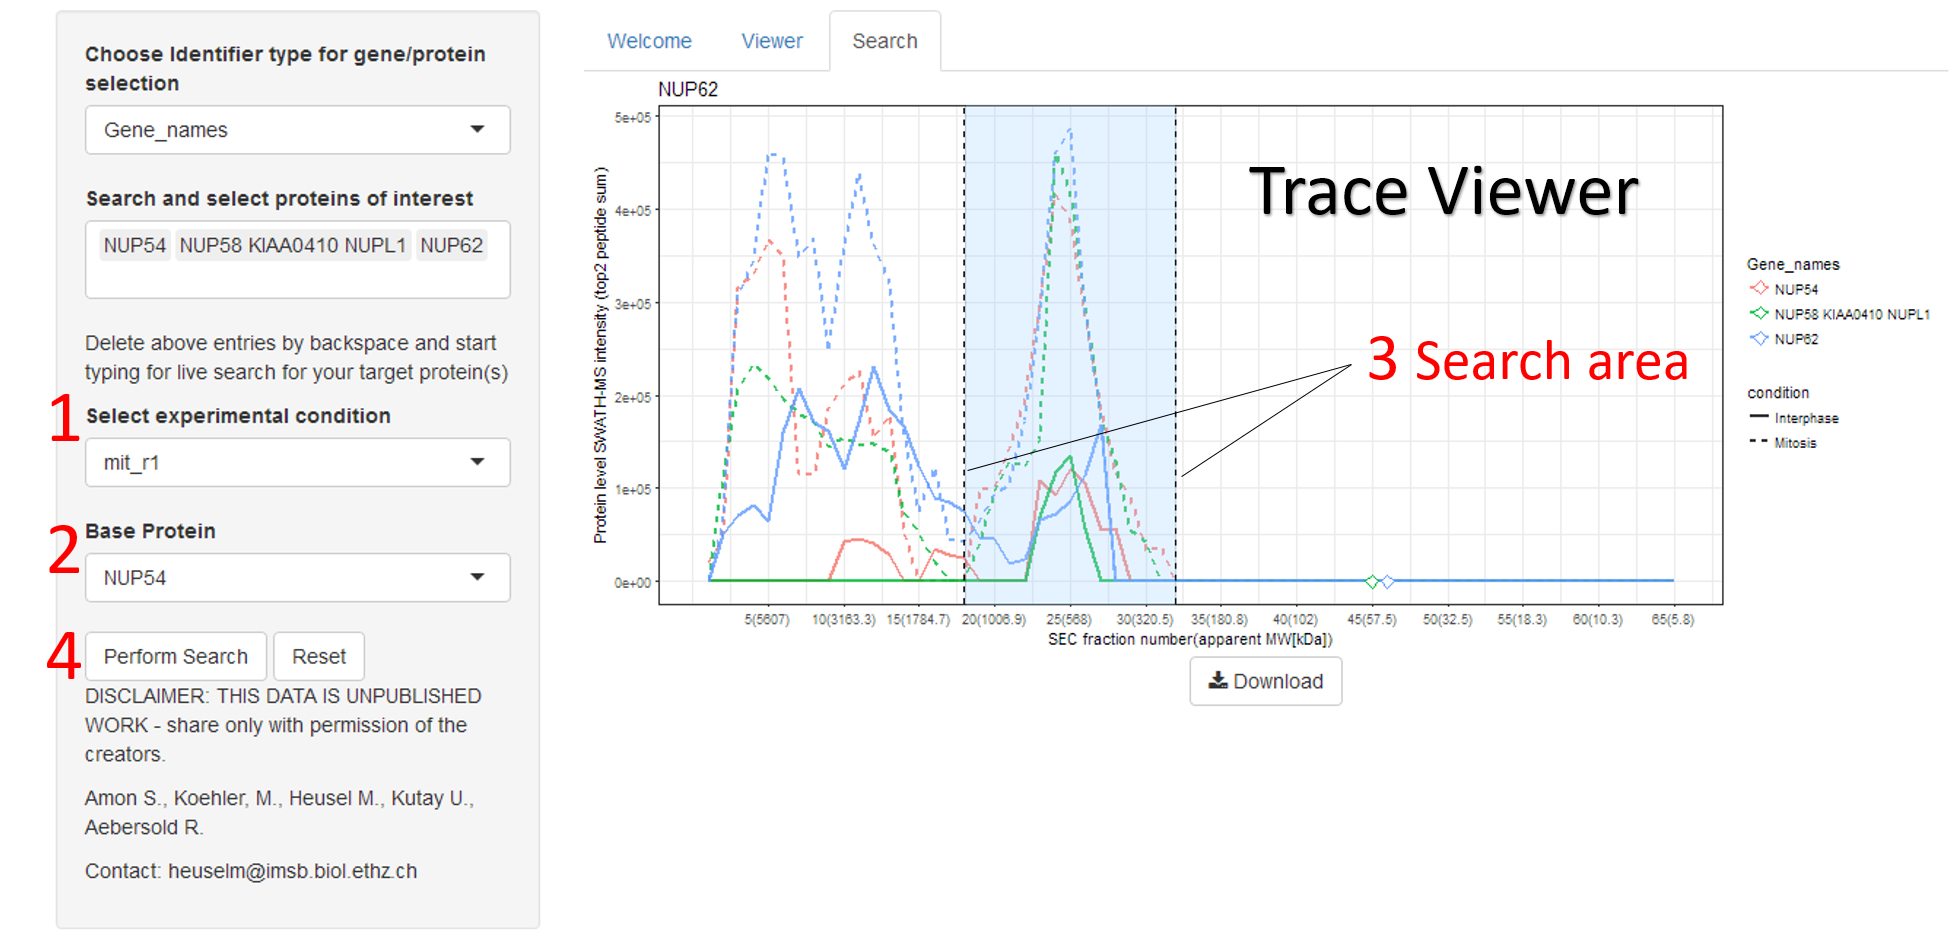 Choose Identifier type for gene/protein
selection
Gene_names
Search and select proteins of interest
NUP54 NUP58 KIAA0410 NUPL1 NUP62
Delete above entries by backspace and start
typing for live search for your target protein(s)
1 Select experimental condition
mit_r1
2 Base Protein
NUP54
4 Perform Search Reset
DISCLAIMER: THIS DATA IS UNPUBLISHED
WORK - share only with permission of the
creators.
Amon S., Koehler, M., Heusel M., Kutay U.,
Aebersold R.
Contact: heuselm@imsb.biol.ethz.ch
Welcome Viewer Search
NUP62
Protein level SWATH-MS intensity (top2 peptide sum)
5e+05
4e+05
3e+05
2e+05
1e+05
0e+00
Trace Viewer
3 Search area
5(5607) 10(3163.3) 15(1784.7) 20(1006.9) 25(568) 30(320.5) 35(180.8) 40(102) 45(57.5) 50(32.5) 55(18.3) 60(10.3) 65(5.8)
SEC fraction number(apparent MW[kDa])
Gene_names
NUP54
NUP58 KIAA0410 NUPL1
NUP62
condition
Interphase
Mitosis
Download